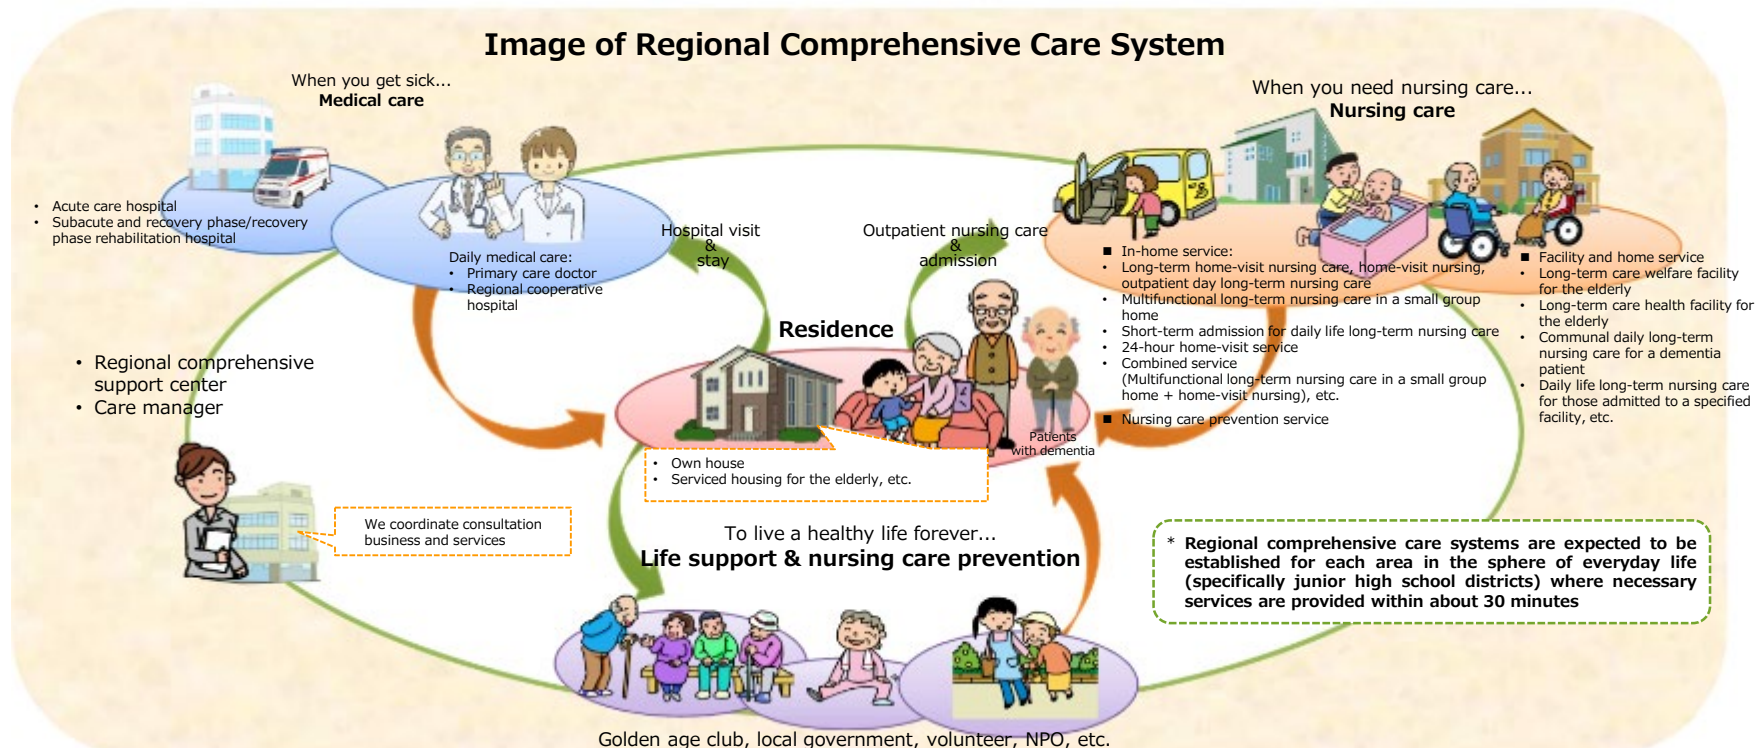 Image of Regional Comprehensive Care System
When you get sick...
Medical care
• Acute care hospital
• Subacute and recovery phase/recovery
phase rehabilitation hospital
Daily medical care:
• Primary care doctor
• Regional cooperative
hospital
Hospital visit
&
stay
Outpatient nursing care
&
admission
When you need nursing care...
Nursing care
■ In-home service:
• Long-term home-visit nursing care, home-visit nursing,
outpatient day long-term nursing care
• Multifunctional long-term nursing care in a small group
home
• Short-term admission for daily life long-term nursing care
• 24-hour home-visit service
• Combined service
(Multifunctional long-term nursing care in a small group
home + home-visit nursing), etc.
■ Nursing care prevention service
■ Facility and home service
• Long-term care welfare facility
for the elderly
• Long-term care health facility for
the elderly
• Communal daily long-term
nursing care for a dementia
patient
• Daily life long-term nursing care
for those admitted to a specified
facility, etc.
• Regional comprehensive
support center
• Care manager
We coordinate consultation
business and services
Residence
Patients
with dementia
• Own house
• Serviced housing for the elderly, etc.
To live a healthy life forever...
Life support & nursing care prevention
* Regional comprehensive care systems are expected to be
established for each area in the sphere of everyday life
(specifically junior high school districts) where necessary
services are provided within about 30 minutes
Golden age club, local government, volunteer, NPO, etc.